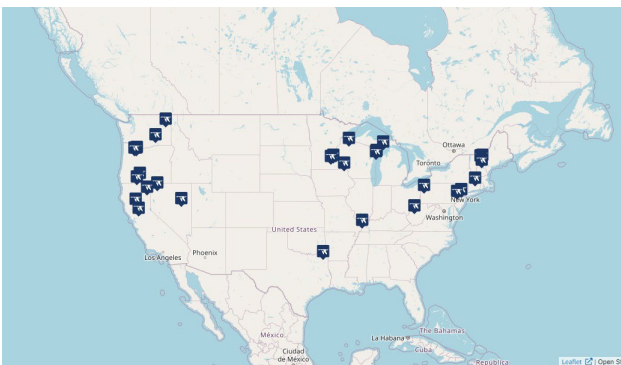 Ottawa
Toronto
New York
Washington
United States
Los Angeles
Phoenix
México
Ciudad
de México
La Habana
The Bahamas
Cuba
República
Leaflet | Open S